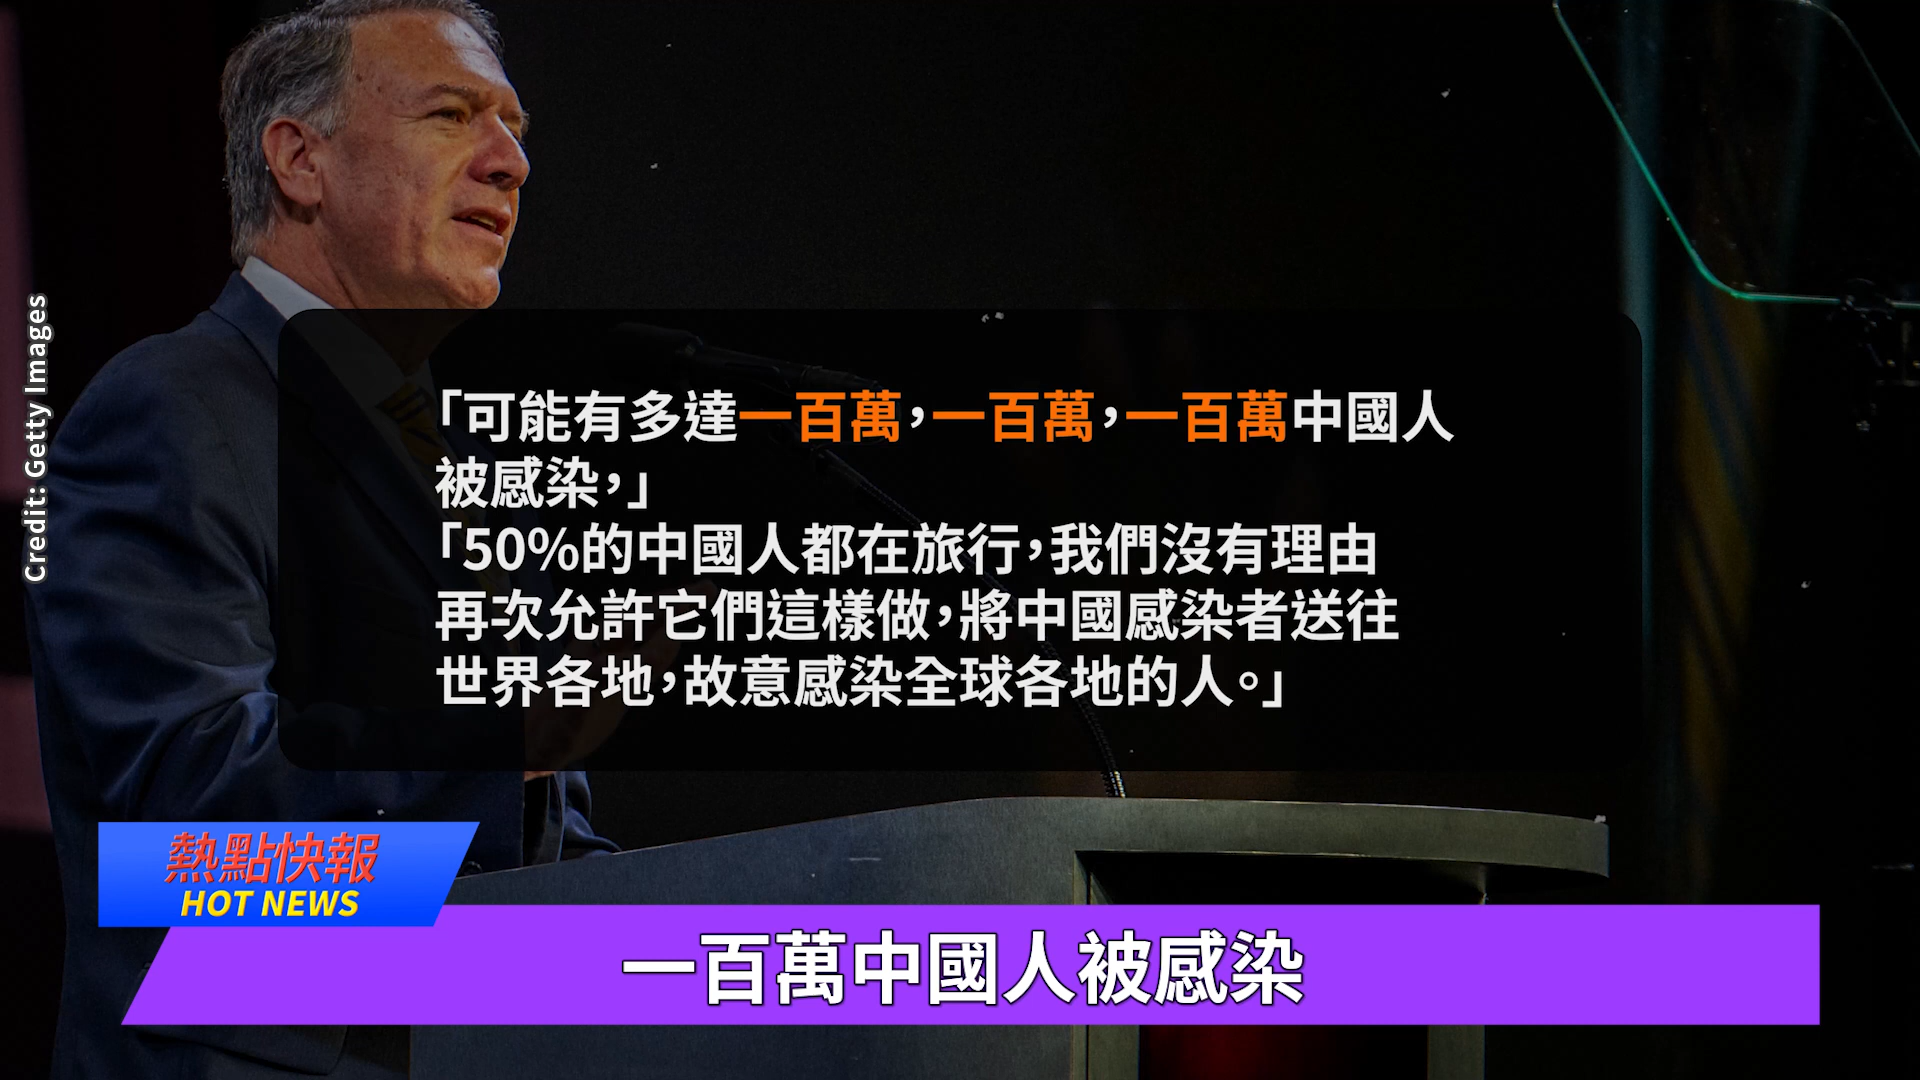 Credit: Getty Images
「可能有多達一百萬，一百萬，一百萬中國人
被感染，」
「50%的中國人都在旅行，我們沒有理由
再次允許它們這樣做，將中國感染者送往
世界各地，故意感染全球各地的人。」
熱點快報
HOT NEWS
一百萬中國人被感染